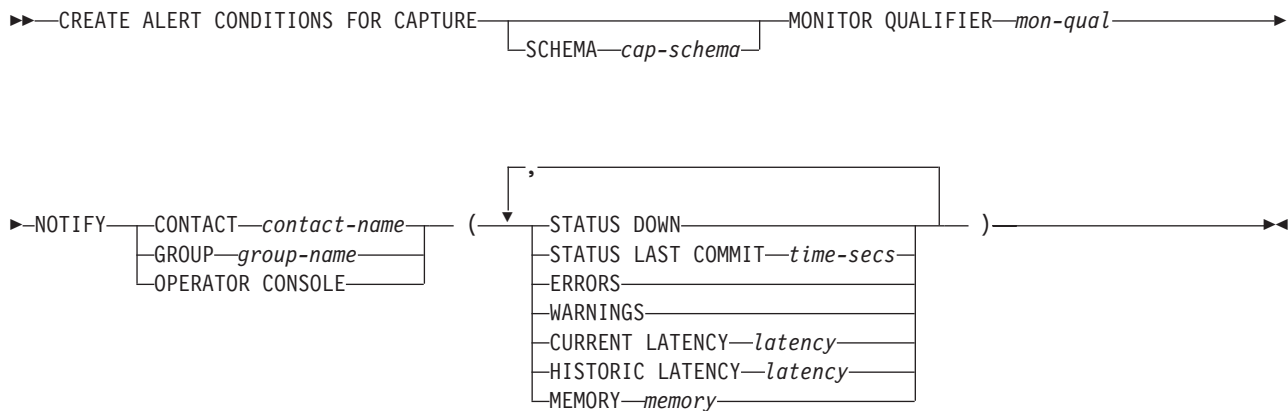 CREATE ALERT CONDITIONS FOR CAPTURE MONITOR QUALIFIER mon-qual
SCHEMA cap-schema
,
NOTIFY CONTACT contact-name ( STATUS DOWN )
GROUP group-name STATUS LAST COMMIT time-secs
OPERATOR CONSOLE ERRORS
WARNINGS
CURRENT LATENCY latency
HISTORIC LATENCY latency
MEMORY memory